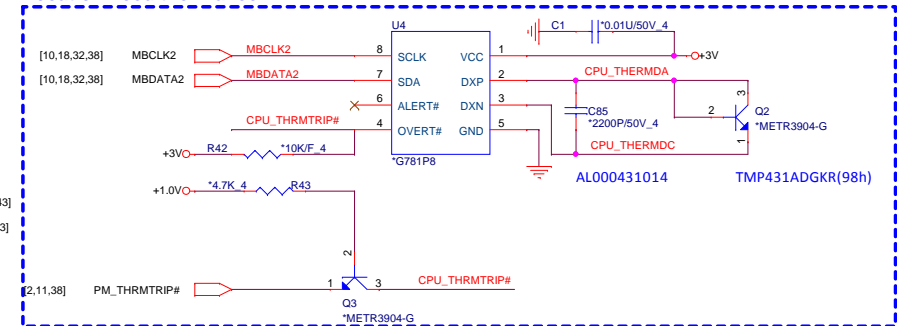 U4
C1 *0.01U/50V_4
[10,18,32,38] MBCLK2 MBCLK2 8 SCLK VCC 1 +3V
[10,18,32,38] MBDATA2 MBDATA2 7 SDA DXP 2 CPU_THERMDA
6 ALERT# DXN 3 C85 2 3 Q2
*2200P/50V_4 *METR3904-G
CPU_THRMTRIP# 4 OVERT# GND 5 1
+3V R42 *10K/F_4 CPU_THERMDC
*G781P8
AL000431014 TMP431ADGKR(98h)
+1.0V *4.7K_4 R43
3]
2
[2,11,38] PM_THRMTRIP# 1 3 CPU_THRMTRIP#
Q3
*METR3904-G